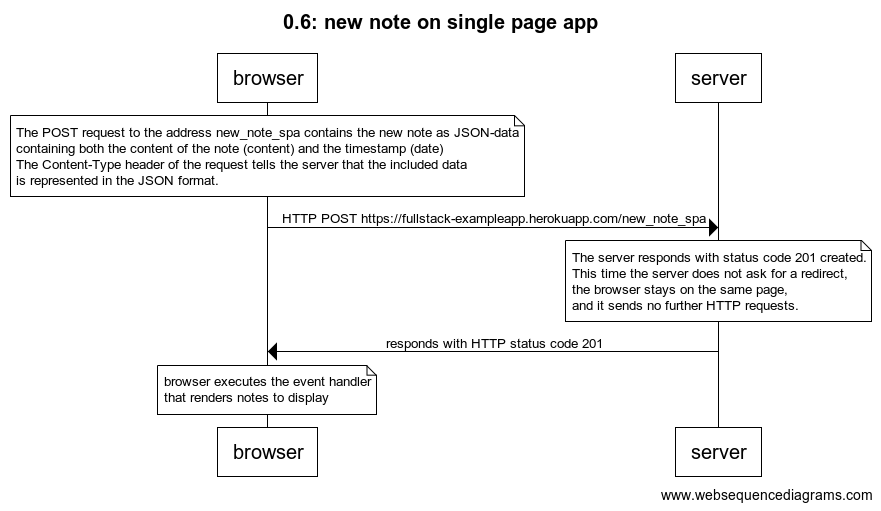 0.6: new note on single page app
browser
server
The POST request to the address new_note_spa contains the new note as JSON-data
containing both the content of the note (content) and the timestamp (date)
The Content-Type header of the request tells the server that the included data
is represented in the JSON format.
HTTP POST https://fullstack-exampleapp.herokuapp.com/new_note_spa
The server responds with status code 201 created.
This time the server does not ask for a redirect,
the browser stays on the same page,
and it sends no further HTTP requests.
responds with HTTP status code 201
browser executes the event handler
that renders notes to display
browser
server
www.websequencediagrams.com